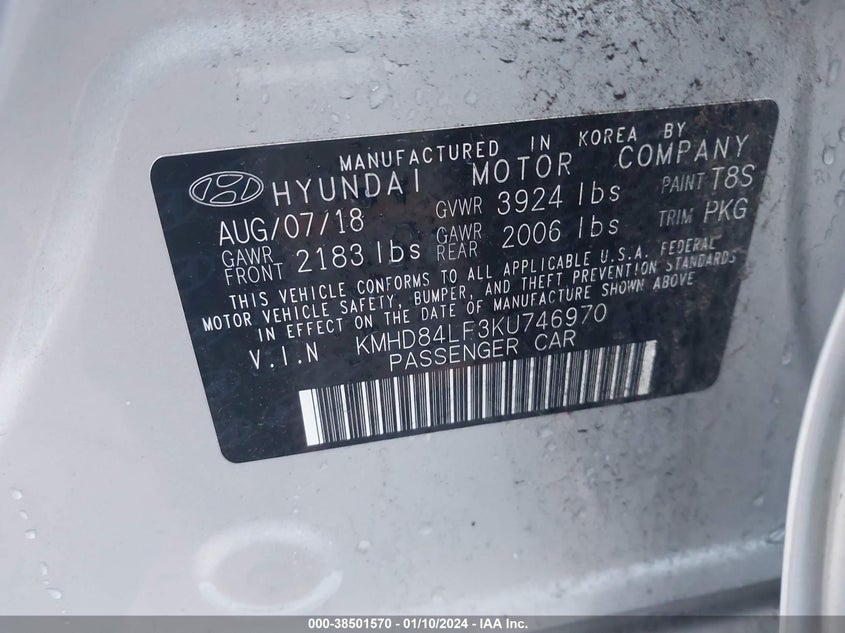 MANUFACTURED IN KOREA BY
HYUNDAI MOTOR COMPANY
AUG/07/18 GVWR 3924 lbs PAINT T8S
GAWR FRONT 2183 lbs GAWR REAR 2006 lbs TRIM PKG
THIS VEHICLE CONFORMS TO ALL APPLICABLE U.S.A. FEDERAL
MOTOR VEHICLE SAFETY, BUMPER, AND THEFT PREVENTION STANDARDS
IN EFFECT ON THE DATE OF MANUFACTURE SHOWN ABOVE
V.I.N KMHD84LF3KU746970
PASSENGER CAR
000-38501570 - 01/10/2024 - IAA Inc.